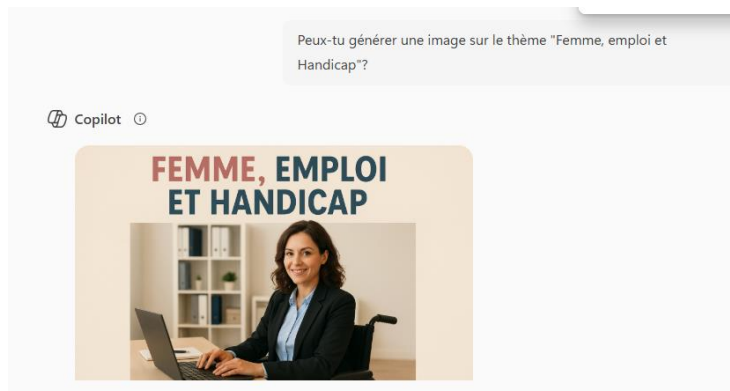 Peux-tu générer une image sur le thème "Femme, emploi et
Handicap"?
Copilot
FEMME, EMPLOI
ET HANDICAP